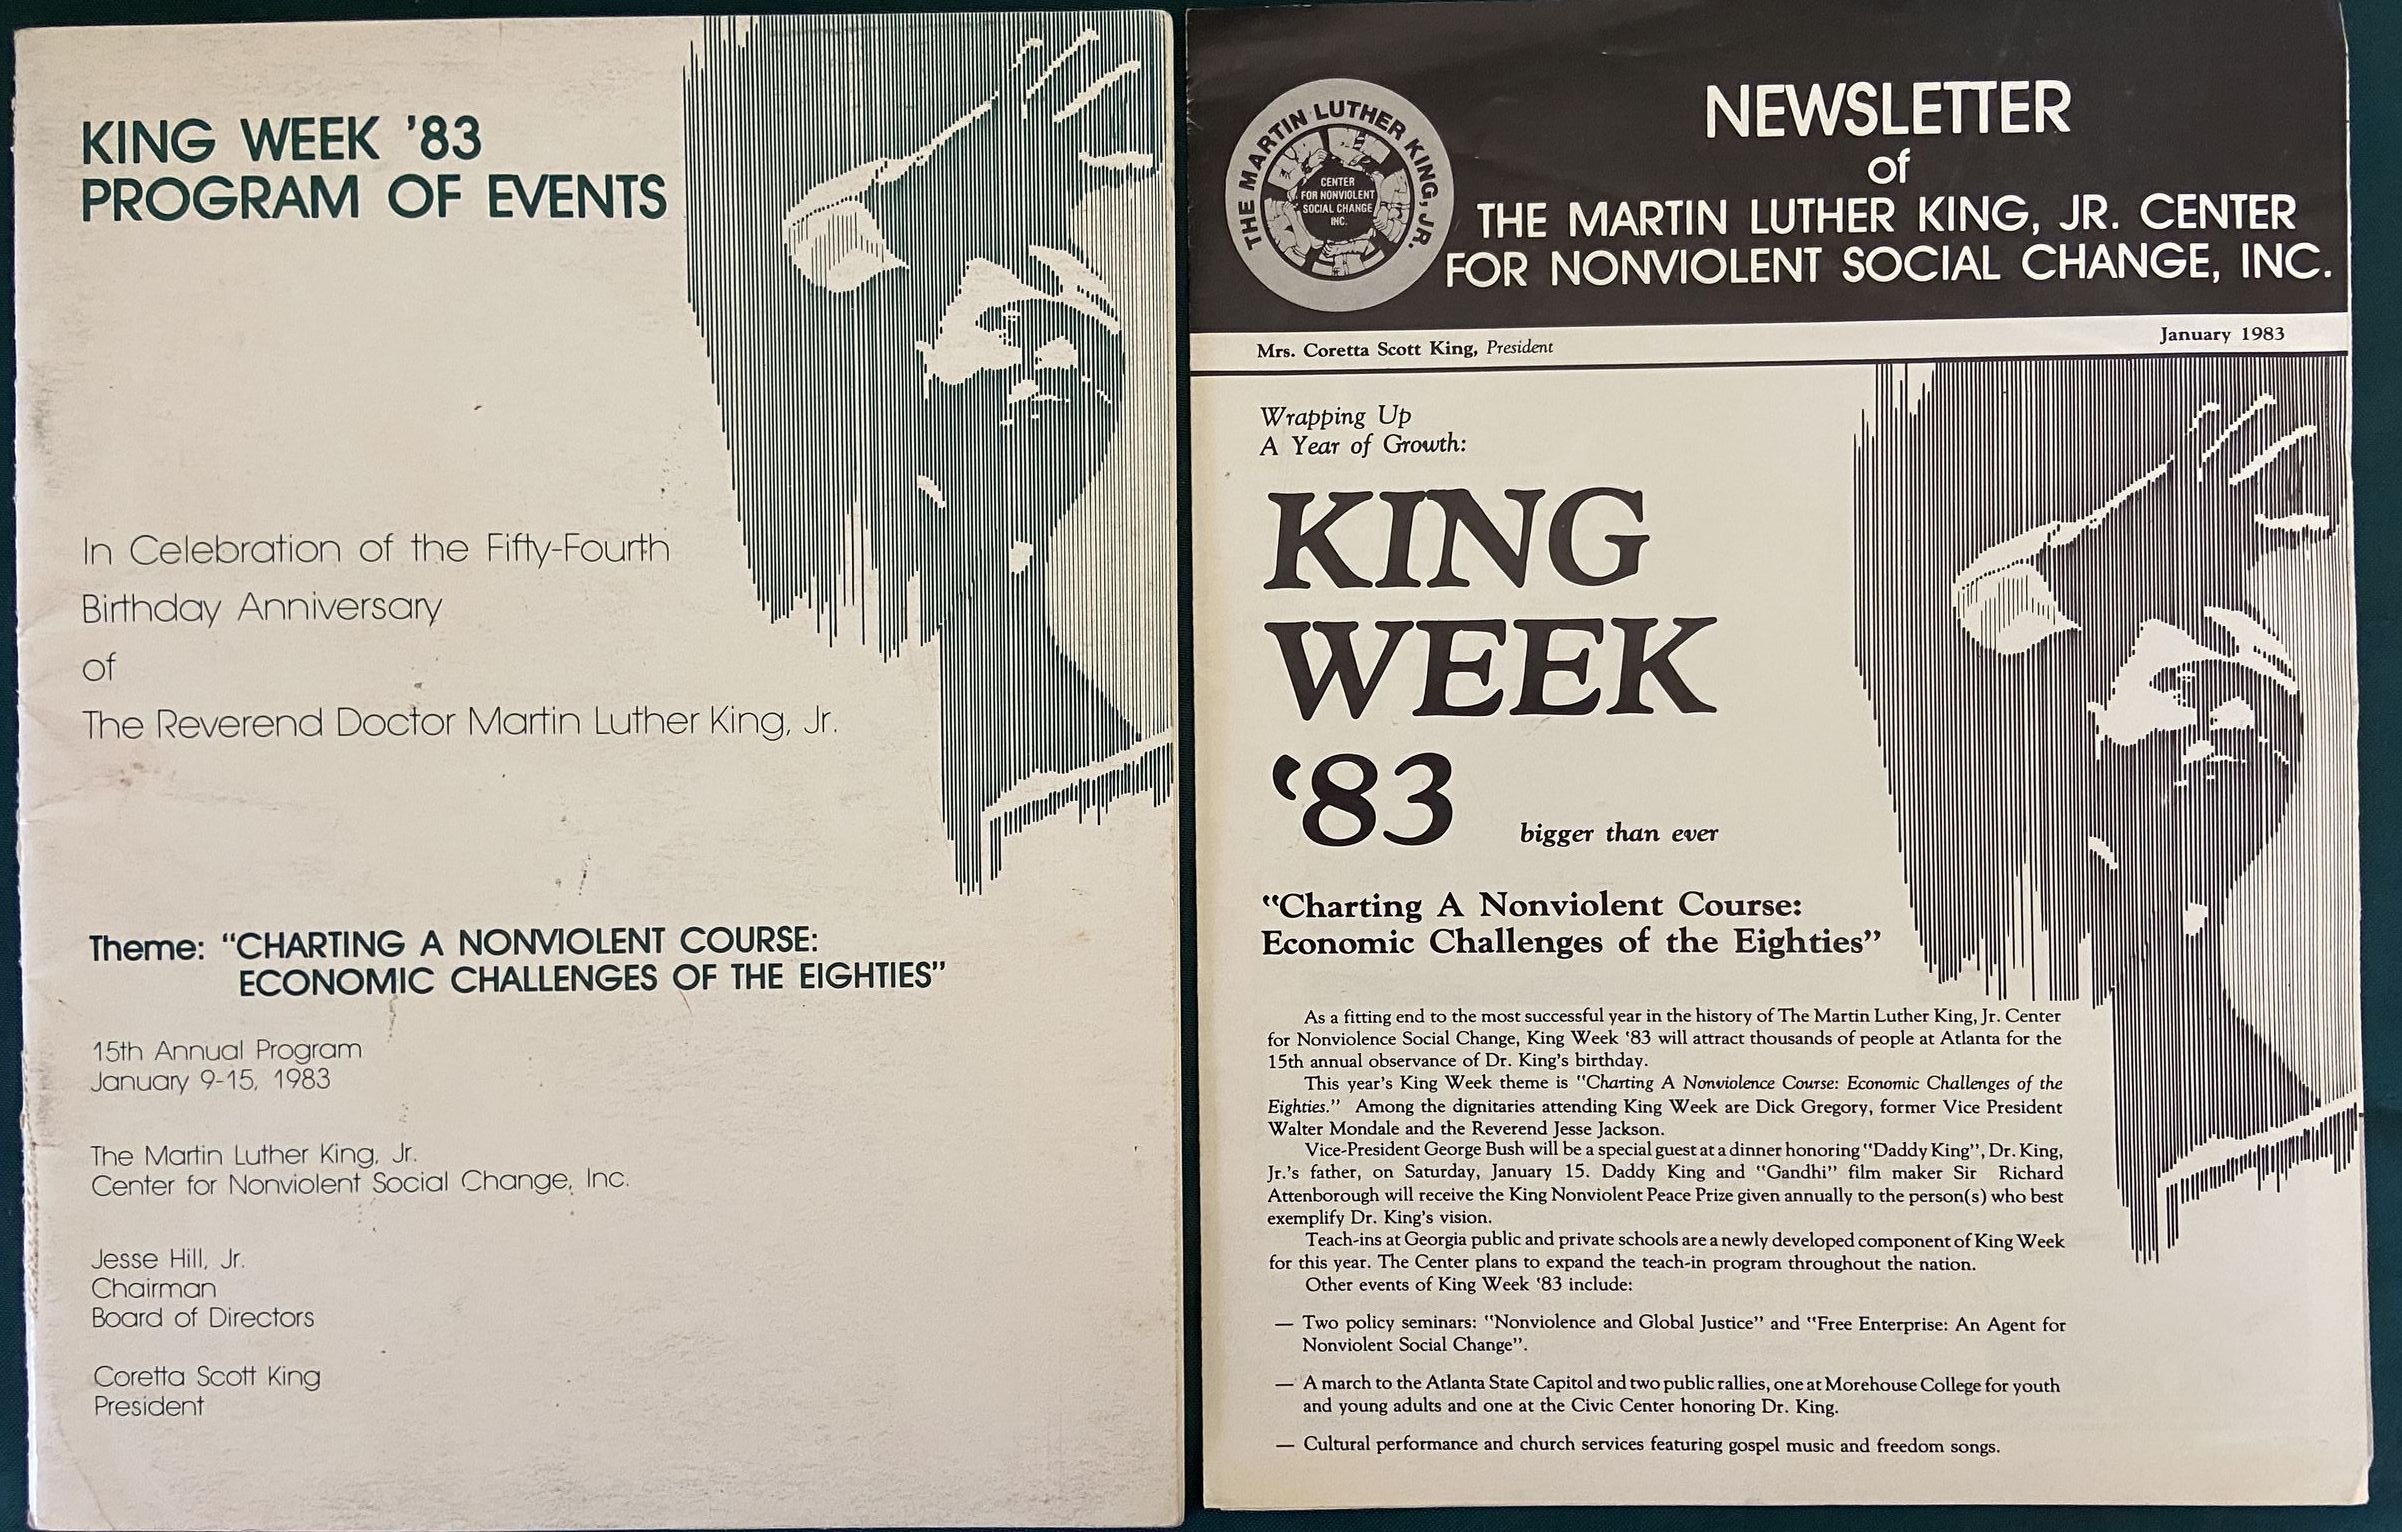 KING WEEK '83
PROGRAM OF EVENTS
In Celebration of the Fifty-Fourth
Birthday Anniversary
of
The Reverend Doctor Martin Luther King, Jr.
Theme: "CHARTING A NONVIOLENT COURSE:
ECONOMIC CHALLENGES OF THE EIGHTIES"
15th Annual Program
January 9-15, 1983
The Martin Luther King, Jr.
Center for Nonviolent Social Change, Inc.
Jesse Hill, Jr.
Chairman
Board of Directors
Coretta Scott King
President
THE MARTIN LUTHER KING, JR.
CENTER
FOR NONVIOLENT
SOCIAL CHANGE
INC.
NEWSLETTER
of
THE MARTIN LUTHER KING, JR. CENTER
FOR NONVIOLENT SOCIAL CHANGE, INC.
Mrs. Coretta Scott King, President
January 1983
Wrapping Up
A Year of Growth:
KING
WEEK
'83 bigger than ever
"Charting A Nonviolent Course:
Economic Challenges of the Eighties"
As a fitting end to the most successful year in the history of The Martin Luther King, Jr. Center
for Nonviolence Social Change, King Week '83 will attract thousands of people at Atlanta for the
15th annual observance of Dr. King's birthday.
This year's King Week theme is "Charting A Nonviolence Course: Economic Challenges of the
Eighties." Among the dignitaries attending King Week are Dick Gregory, former Vice President
Walter Mondale and the Reverend Jesse Jackson.
Vice-President George Bush will be a special guest at a dinner honoring "Daddy King", Dr. King,
Jr.'s father, on Saturday, January 15. Daddy King and "Gandhi" film maker Sir Richard
Attenborough will receive the King Nonviolent Peace Prize given annually to the person(s) who best
exemplify Dr. King's vision.
Teach-ins at Georgia public and private schools are a newly developed component of King Week
for this year. The Center plans to expand the teach-in program throughout the nation.
Other events of King Week '83 include:
— Two policy seminars: "Nonviolence and Global Justice" and "Free Enterprise: An Agent for
Nonviolent Social Change".
— A march to the Atlanta State Capitol and two public rallies, one at Morehouse College for youth
and young adults and one at the Civic Center honoring Dr. King.
— Cultural performance and church services featuring gospel music and freedom songs.